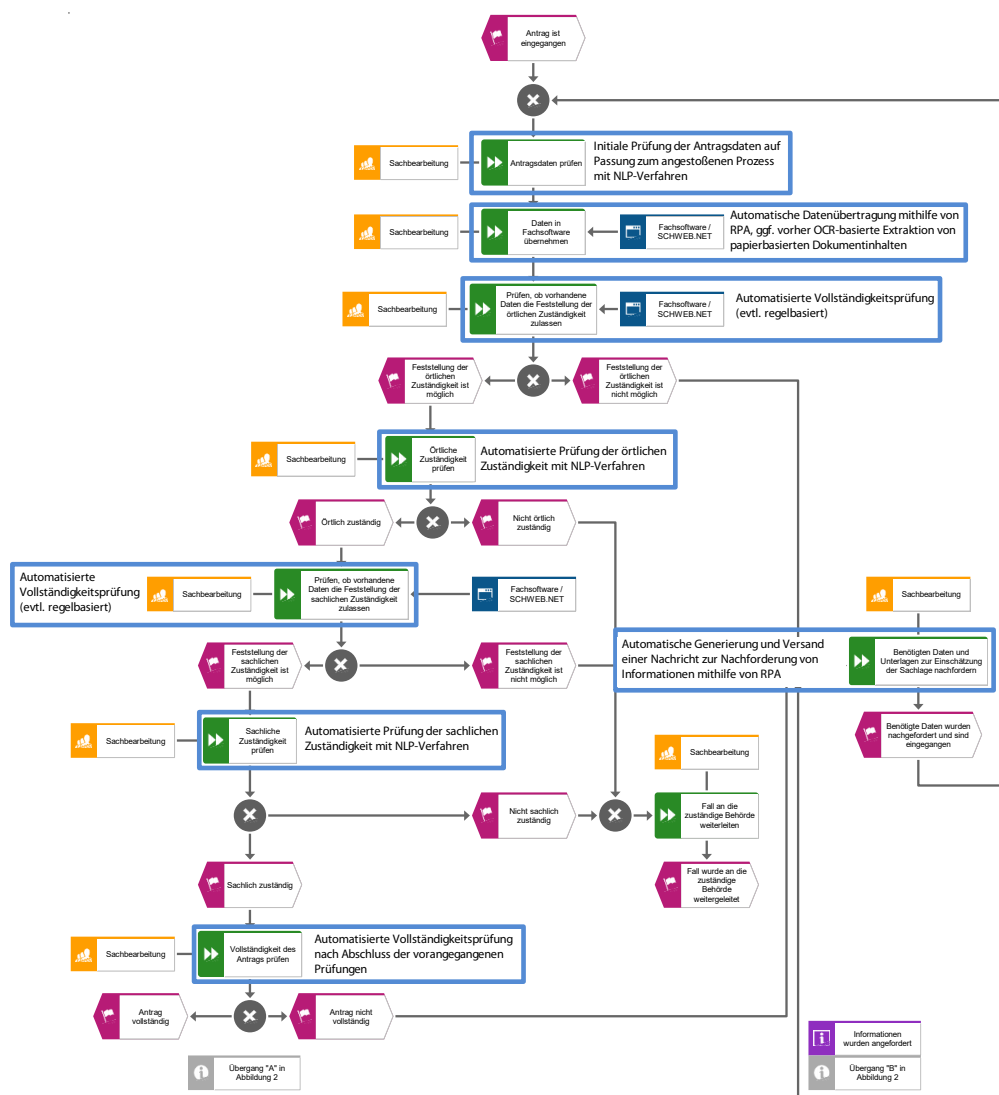 Antrag ist
eingegangen
Sachbearbeitung
Antragsdaten prüfen
Initiale Prüfung der Antragsdaten auf
Passung zum angestoßenen Prozess
mit NLP-Verfahren
Sachbearbeitung
Daten in
Fachsoftware
übernehmen
Fachsoftware /
SCHWEB.NET
Automatische Datenübertragung mithilfe von
RPA, ggf. vorher OCR-basierte Extraktion von
papierbasierten Dokumentinhalten
Sachbearbeitung
Prüfen, ob vorhandene
Daten die Feststellung der
örtlichen Zuständigkeit
zulassen
Fachsoftware /
SCHWEB.NET
Automatisierte Vollständigkeitsprüfung
(evtl. regelbasiert)
Feststellung der
örtlichen
Zuständigkeit ist
möglich
Feststellung der
örtlichen
Zuständigkeit ist
nicht möglich
Sachbearbeitung
Örtliche
Zuständigkeit
prüfen
Automatisierte Prüfung der örtlichen
Zuständigkeit mit NLP-Verfahren
Örtlich zuständig
Nicht örtlich
zuständig
Automatisierte
Vollständigkeitsprüfung
(evtl. regelbasiert)
Sachbearbeitung
Prüfen, ob vorhandene
Daten die Feststellung der
sachlichen Zuständigkeit
zulassen
Fachsoftware /
SCHWEB.NET
Sachbearbeitung
Feststellung der
sachlichen
Zuständigkeit ist
möglich
Feststellung der
sachlichen
Zuständigkeit ist
nicht möglich
Automatische Generierung und Versand
einer Nachricht zur Nachforderung von
Informationen mithilfe von RPA
Benötigten Daten und
Unterlagen zur Einschätzung
der Sachlage nachfordern
Sachbearbeitung
Sachliche
Zuständigkeit
prüfen
Automatisierte Prüfung der sachlichen
Zuständigkeit mit NLP-Verfahren
Benötigte Daten wurden
nachgefordert und sind
eingegangen
Sachbearbeitung
Nicht sachlich
zuständig
Fall an die
zuständige Behörde
weiterleiten
Sachlich zuständig
Fall wurde an die
zuständige
Behörde
weitergeleitet
Sachbearbeitung
Vollständigkeit des
Antrags prüfen
Automatisierte Vollständigkeitsprüfung
nach Abschluss der vorangegangenen
Prüfungen
Antrag
vollständig
Antrag nicht
vollständig
Informationen
wurden angefordert
Übergang "A" in
Abbildung 2
Übergang "B" in
Abbildung 2